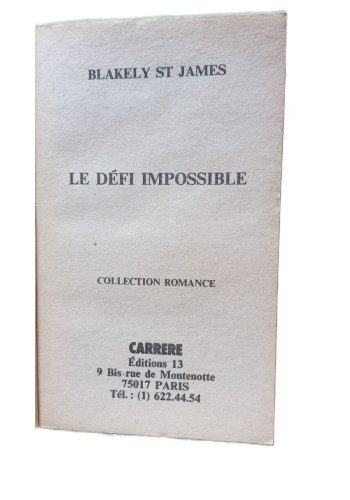 BLAKELY ST JAMES
LE DÉFI IMPOSSIBLE
COLLECTION ROMANCE
CARRERE
Éditions 13
9 Bis rue de Montenotte
75017 PARIS
Tél. : (1) 622.44.54